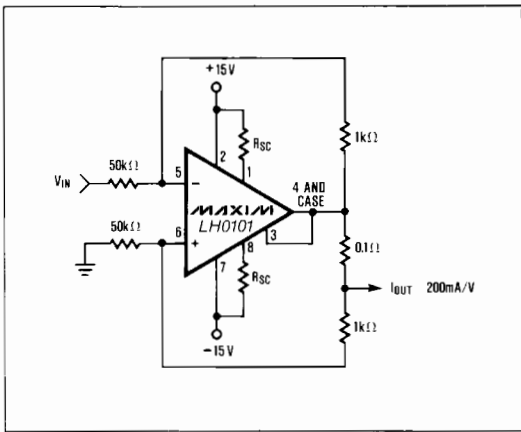 +15V
RSC
1kΩ
50kΩ
2
1
VIN
5
−
4 AND
CASE
MAXIM
LH0101
3
50kΩ
6
+
8
0.1Ω
7
RSC
IOUT 200mA/V
1kΩ
−15V